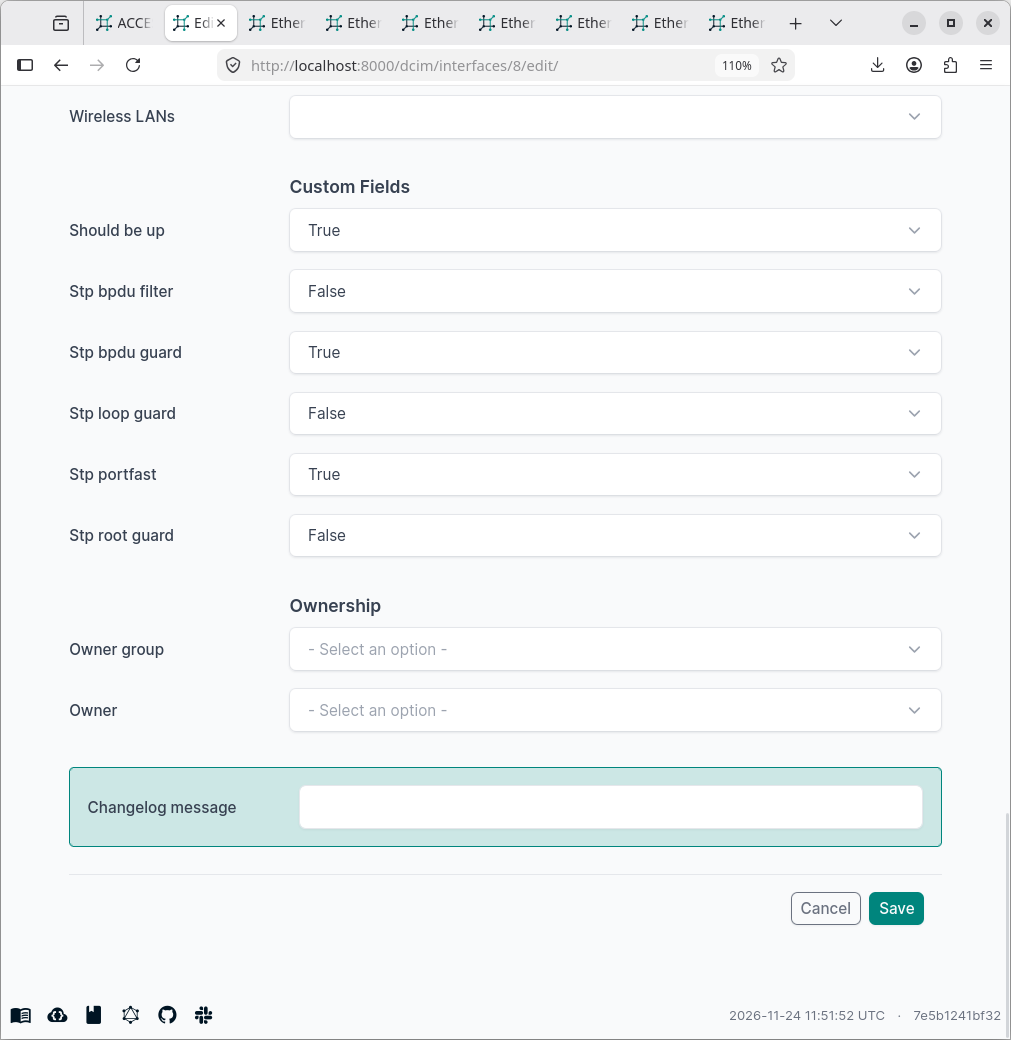 ACCE
Edi
Ether
Ether
Ether
Ether
Ether
Ether
Ether
http://localhost:8000/dcim/interfaces/8/edit/
110%
Wireless LANs
Custom Fields
Should be up True
Stp bpdu filter False
Stp bpdu guard True
Stp loop guard False
Stp portfast True
Stp root guard False
Ownership
Owner group - Select an option -
Owner - Select an option -
Changelog message
Cancel Save
2026-11-24 11:51:52 UTC · 7e5b1241bf32